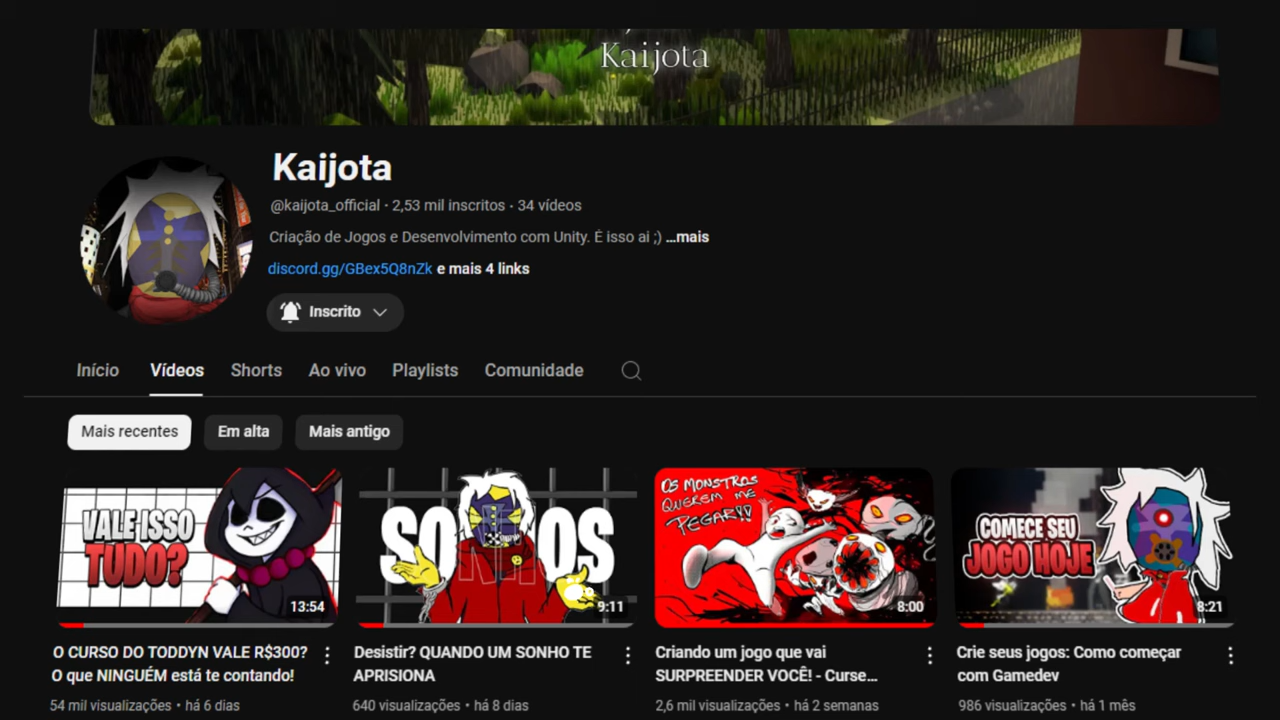 Kaijota
Kaijota
@kaijota_official · 2,53 mil inscritos · 34 vídeos
Criação de Jogos e Desenvolvimento com Unity. É isso ai ;) ...mais
discord.gg/GBex5Q8nZk e mais 4 links
Inscrito
Início Vídeos Shorts Ao vivo Playlists Comunidade
Mais recentes Em alta Mais antigo
VALE ISSO
TUDO?
13:54
SONHOS
9:11
OS MONSTROS
QUEREM ME
PEGAR!!!
8:00
COMECE SEU
JOGO HOJE
8:21
O CURSO DO TODDYN VALE R$300?
O que NINGUÉM está te contando!
54 mil visualizações • há 6 dias
Desistir? QUANDO UM SONHO TE
APRISIONA
640 visualizações • há 8 dias
Criando um jogo que vai
SURPREENDER VOCÊ! - Curse...
2,6 mil visualizações • há 2 semanas
Crie seus jogos: Como começar
com Gamedev
986 visualizações • há 1 mês